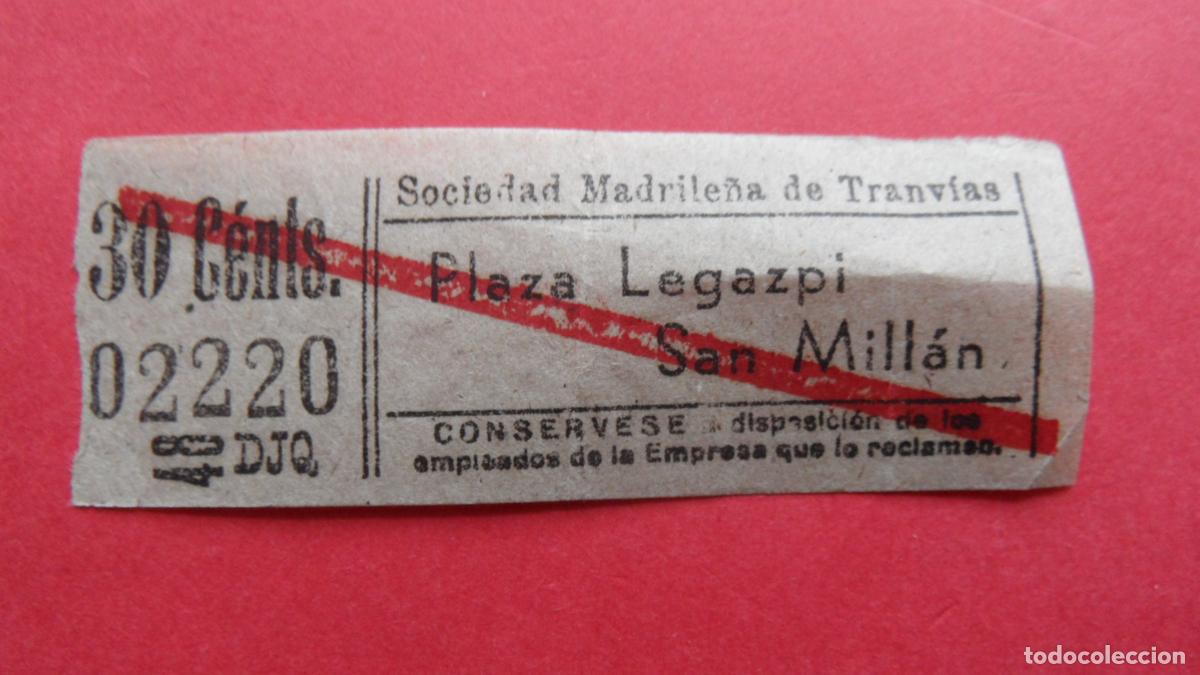 30 Cénts.
02220
48 DJQ
Sociedad Madrileña de Tranvías
Plaza Legazpi
San Millán
CONSERVESE a disposición de los
empleados de la Empresa que lo reclamen.
todocoleccion